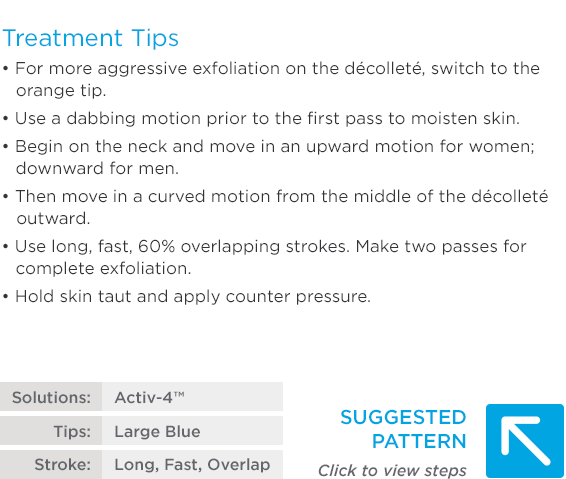 Treatment Tips
• For more aggressive exfoliation on the décolleté, switch to the
orange tip.
• Use a dabbing motion prior to the first pass to moisten skin.
• Begin on the neck and move in an upward motion for women;
downward for men.
• Then move in a curved motion from the middle of the décolleté
outward.
• Use long, fast, 60% overlapping strokes. Make two passes for
complete exfoliation.
• Hold skin taut and apply counter pressure.
Solutions: Activ-4™
Tips: Large Blue
Stroke: Long, Fast, Overlap
SUGGESTED
PATTERN
Click to view steps